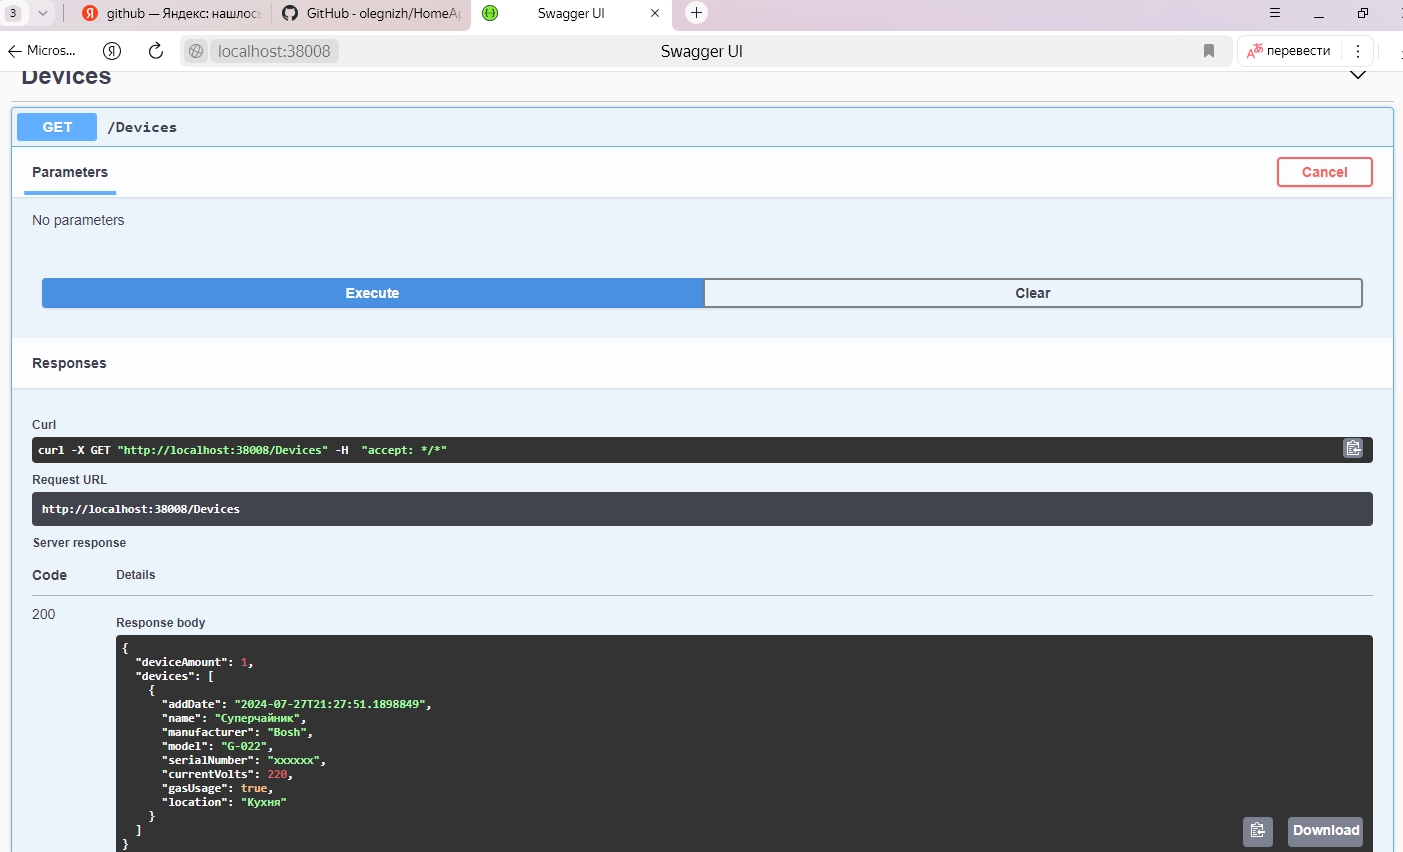 3
github — Яндекс: нашлось
GitHub - olegnizh/HomeAp
Swagger UI
Micros...
localhost:38008
Swagger UI
перевести
Devices
GET /Devices
Parameters
Cancel
No parameters
Execute
Clear
Responses
Curl
curl -X GET "http://localhost:38008/Devices" -H  "accept: */*"
Request URL
http://localhost:38008/Devices
Server response
Code
Details
200
Response body
{
  "deviceAmount": 1,
  "devices": [
    {
      "addDate": "2024-07-27T21:27:51.1898849",
      "name": "Суперчайник",
      "manufacturer": "Bosh",
      "model": "G-022",
      "serialNumber": "xxxxxx",
      "currentVolts": 220,
      "gasUsage": true,
      "location": "Кухня"
    }
  ]
}
Download